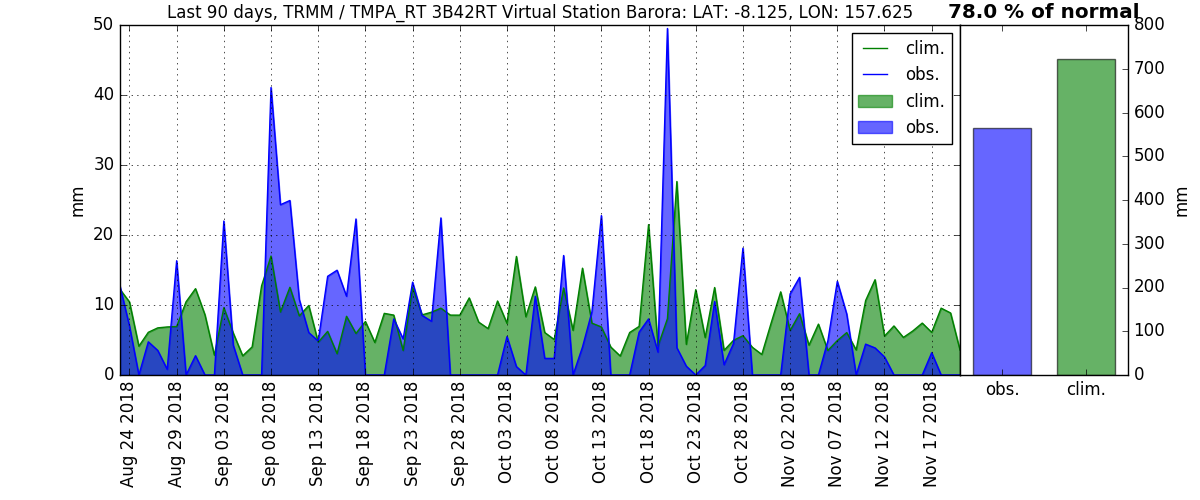 Last 90 days, TRMM / TMPA_RT 3B42RT Virtual Station Barora: LAT: -8.125, LON: 157.625
78.0 % of normal
50
40
30
20
10
0
mm
clim.
obs.
clim.
obs.
800
700
600
500
400
300
200
100
0
mm
obs.
clim.
Aug 24 2018
Aug 29 2018
Sep 03 2018
Sep 08 2018
Sep 13 2018
Sep 18 2018
Sep 23 2018
Sep 28 2018
Oct 03 2018
Oct 08 2018
Oct 13 2018
Oct 18 2018
Oct 23 2018
Oct 28 2018
Nov 02 2018
Nov 07 2018
Nov 12 2018
Nov 17 2018